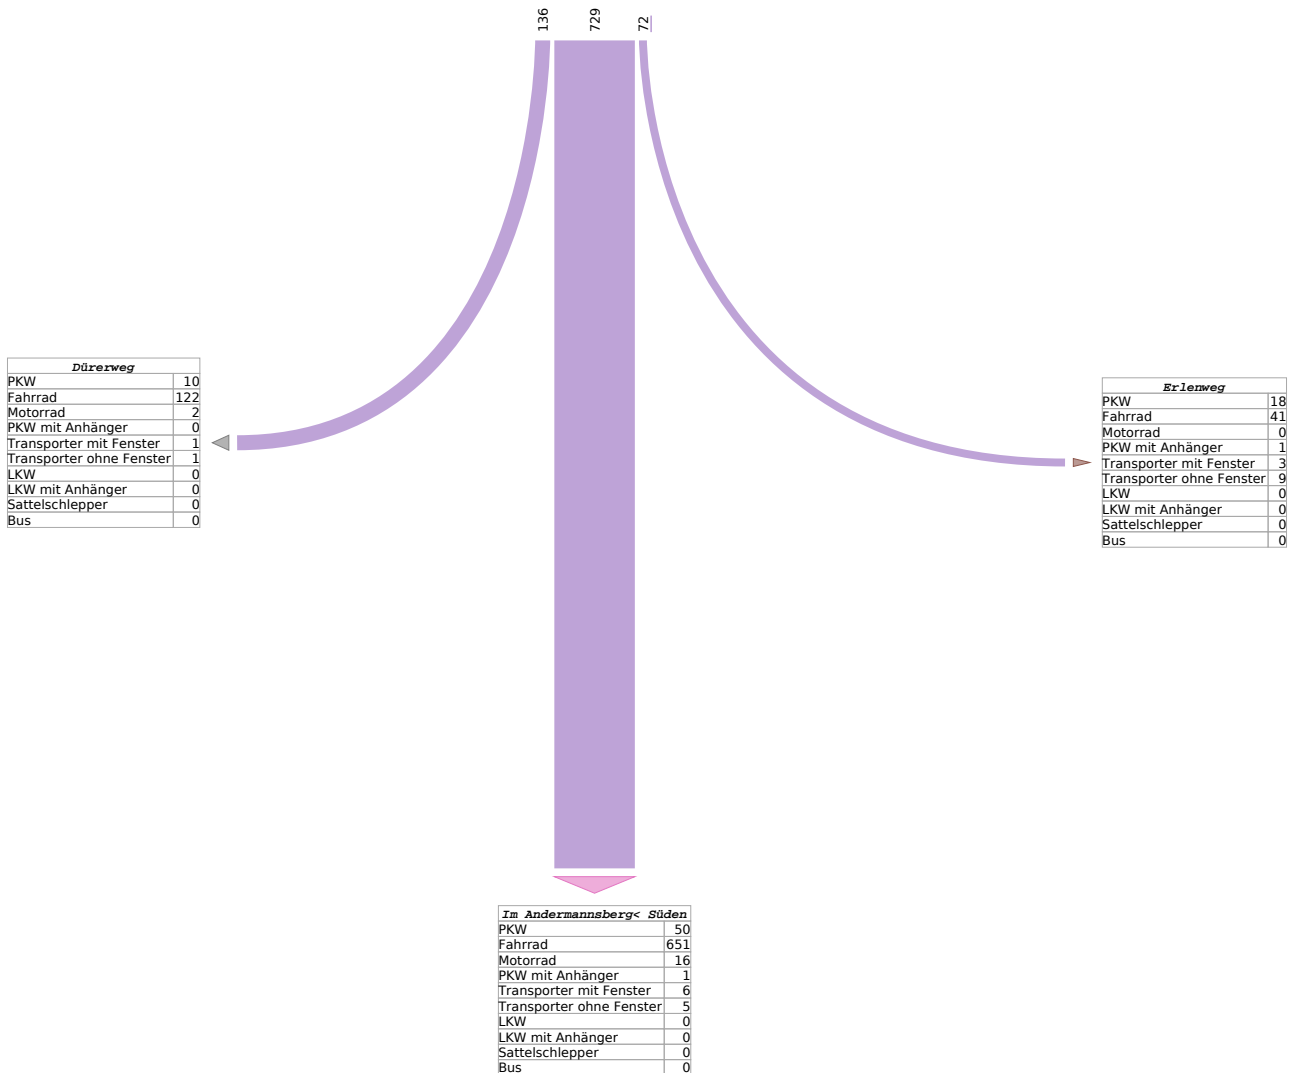 136
729
72
Dürerweg
PKW 10
Fahrrad 122
Motorrad 2
PKW mit Anhänger 0
Transporter mit Fenster 1
Transporter ohne Fenster 1
LKW 0
LKW mit Anhänger 0
Sattelschlepper 0
Bus 0
Erlenweg
PKW 18
Fahrrad 41
Motorrad 0
PKW mit Anhänger 1
Transporter mit Fenster 3
Transporter ohne Fenster 9
LKW 0
LKW mit Anhänger 0
Sattelschlepper 0
Bus 0
Im Andermannsberg< Süden
PKW 50
Fahrrad 651
Motorrad 16
PKW mit Anhänger 1
Transporter mit Fenster 6
Transporter ohne Fenster 5
LKW 0
LKW mit Anhänger 0
Sattelschlepper 0
Bus 0